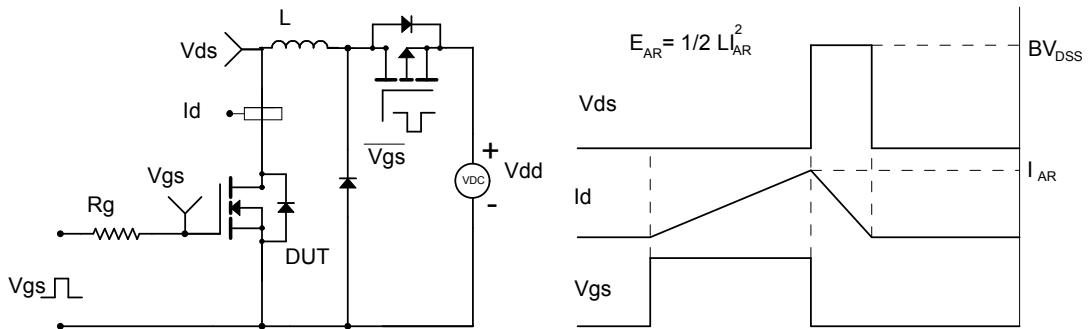 L
E_AR = 1/2 LI_AR^2
Vds
BV_DSS
Id
Vgs
Vds
Vgs
+
VDC
Vdd
-
I_AR
Vgs
Id
Rg
DUT
Vgs
Vgs